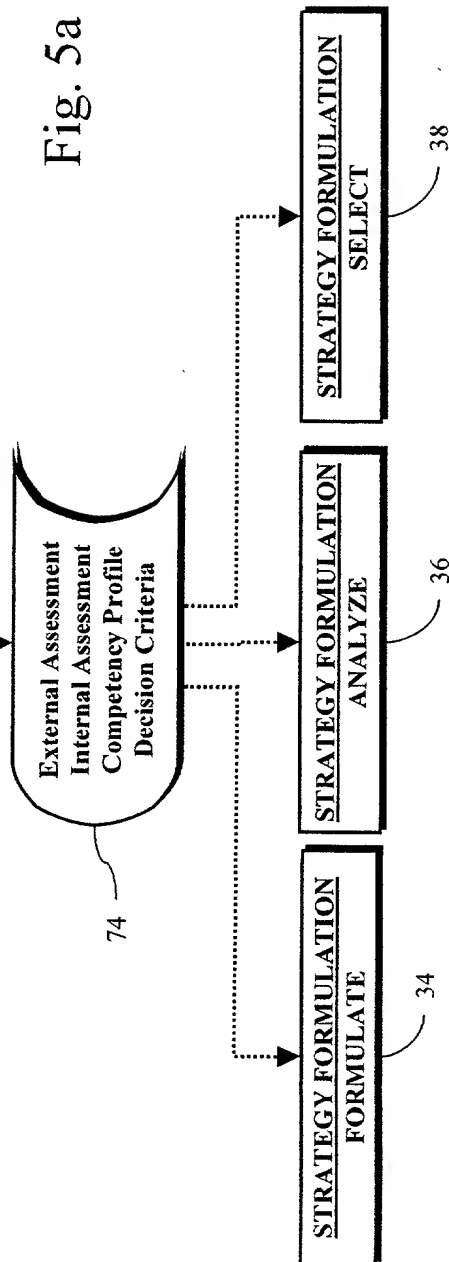 Fig. 5a
External Assessment
Internal Assessment
Competency Profile
Decision Criteria
74
STRATEGY FORMULATION
FORMULATE
34
STRATEGY FORMULATION
ANALYZE
36
STRATEGY FORMULATION
SELECT
38